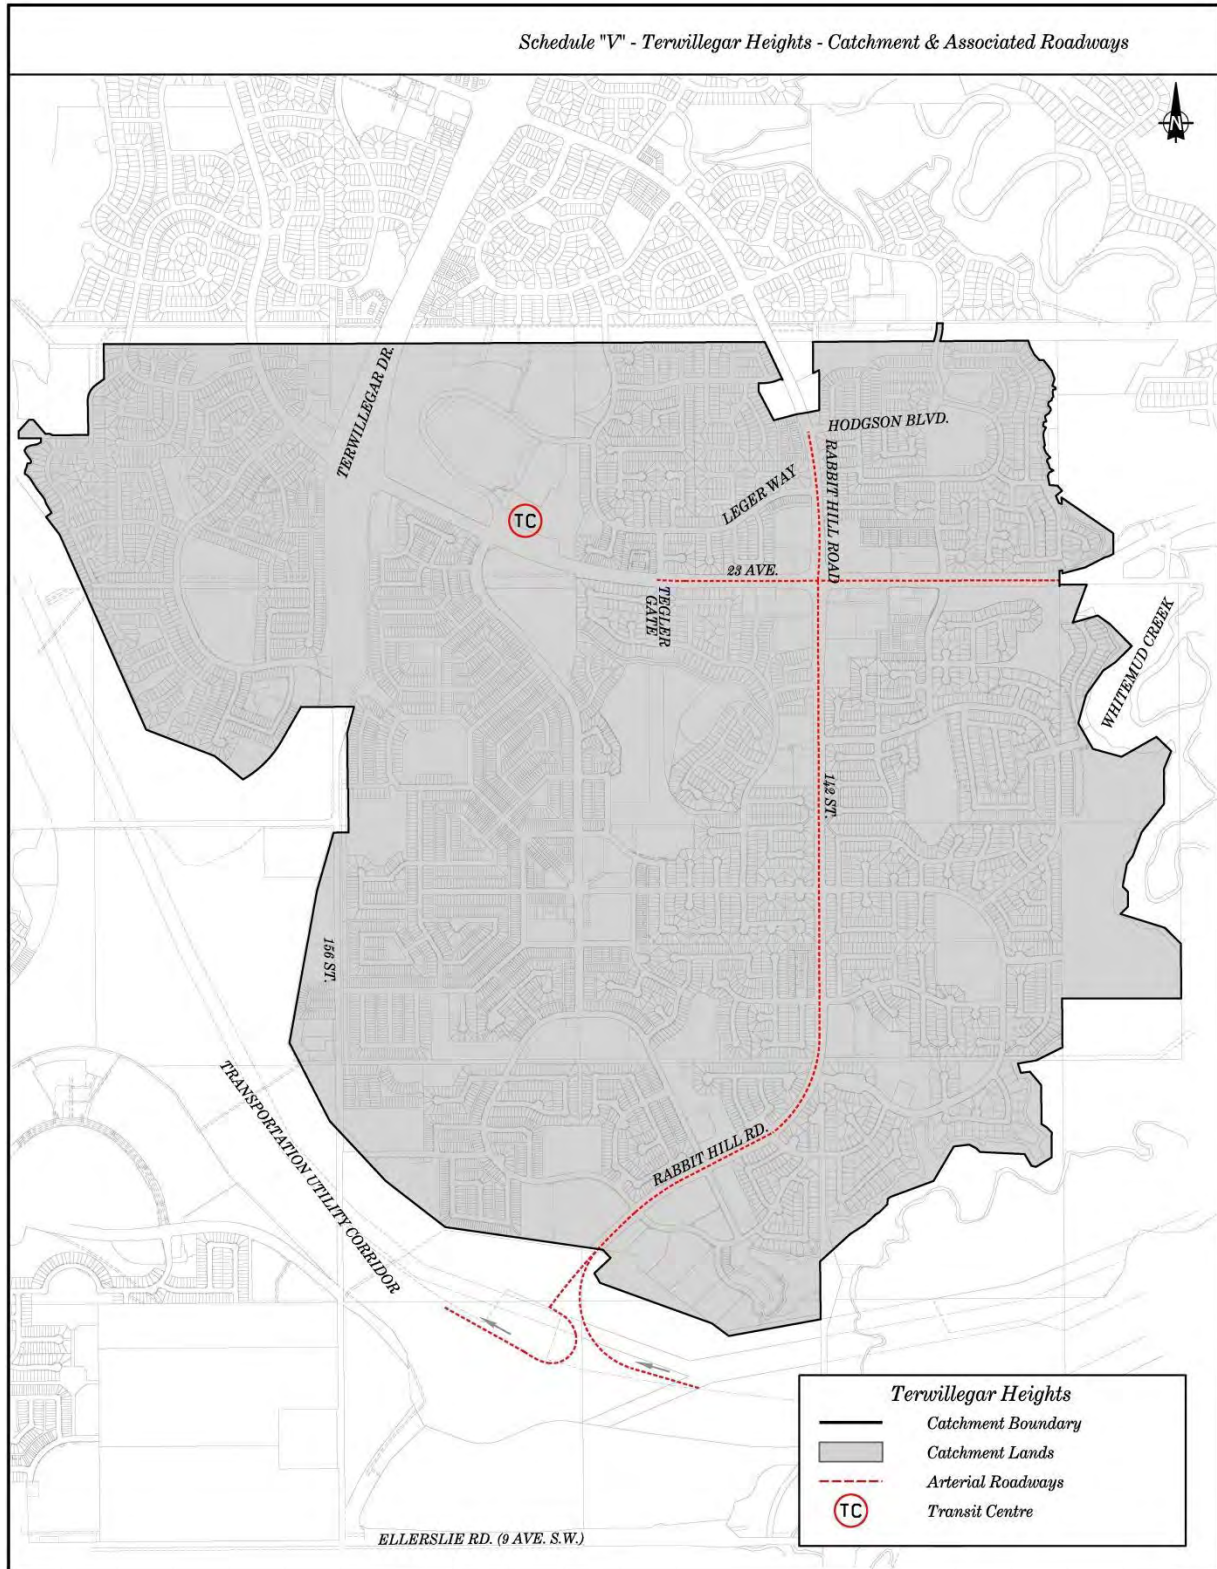 Schedule "V" - Terwillegar Heights - Catchment & Associated Roadways
N
TERWILLEGAR DR.
HODGSON BLVD.
RABBIT HILL ROAD
LEGER WAY
TC
23 AVE.
TEGLER
GATE
WHITEMUD CREEK
142 ST.
156 ST.
RABBIT HILL RD.
TRANSPORTATION UTILITY CORRIDOR
ELLERSLIE RD. (9 AVE. S.W.)
Terwillegar Heights
Catchment Boundary
Catchment Lands
Arterial Roadways
TC Transit Centre